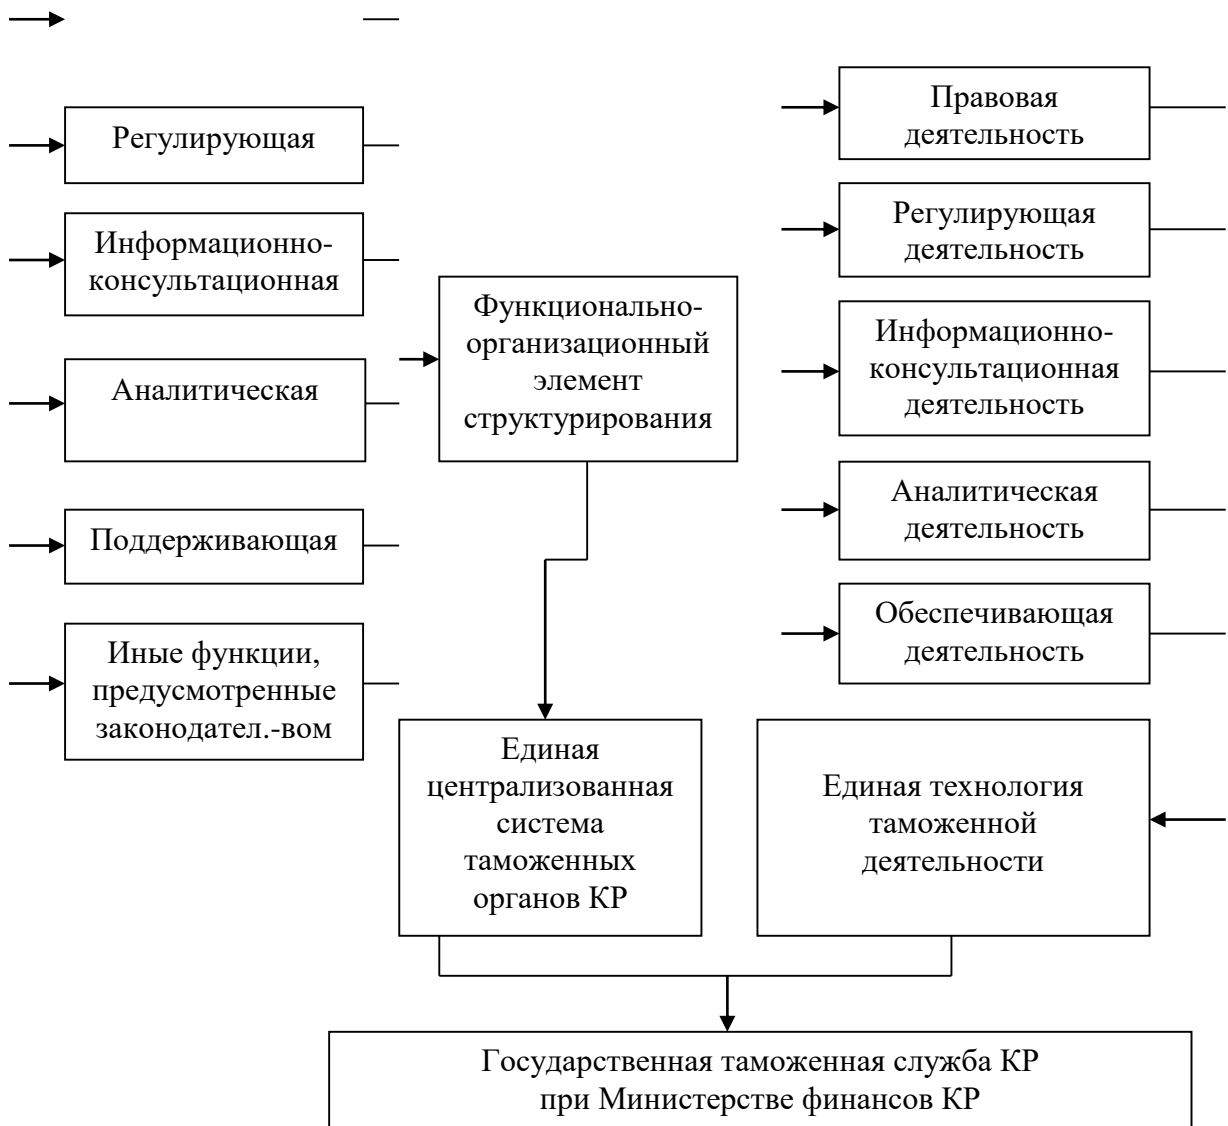 Регулирующая
Информационно-
консультационная
Аналитическая
Поддерживающая
Иные функции,
предусмотренные
законодател.-вом
Функционально-
организационный
элемент
структурирования
Правовая
деятельность
Регулирующая
деятельность
Информационно-
консультационная
деятельность
Аналитическая
деятельность
Обеспечивающая
деятельность
Единая
централизованная
система
таможенных
органов КР
Единая технология
таможенной
деятельности
Государственная таможенная служба КР
при Министерстве финансов КР